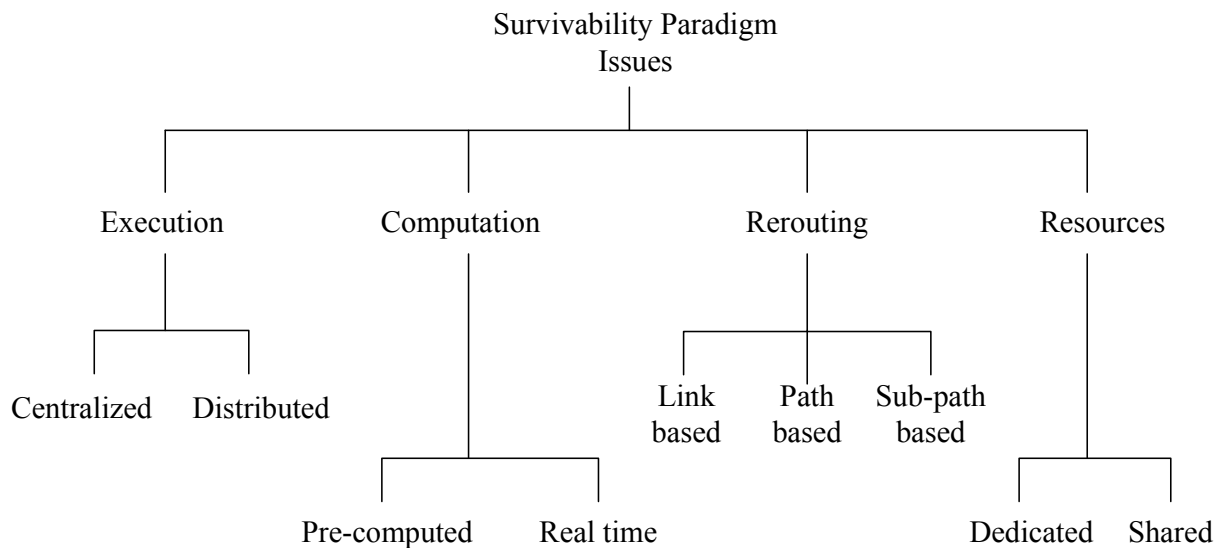 Survivability Paradigm
Issues
Execution
Computation
Rerouting
Resources
Centralized
Distributed
Link
based
Path
based
Sub-path
based
Pre-computed
Real time
Dedicated
Shared